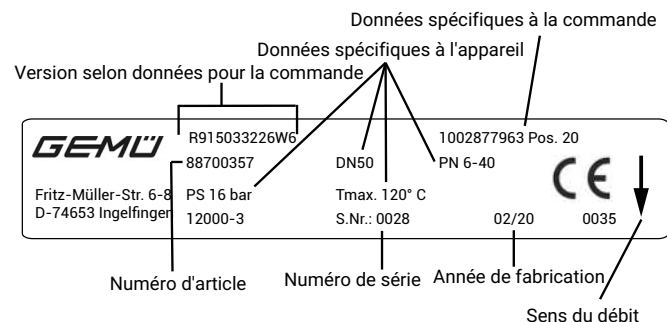 Données spécifiques à la commande
Données spécifiques à l'appareil
Version selon données pour la commande
GEMÜ
R915033226W6
1002877963 Pos. 20
88700357
DN50
PN 6-40
CE
Fritz-Müller-Str. 6-8
PS 16 bar
Tmax. 120° C
D-74653 Ingelfingen
12000-3
S.Nr.: 0028
02/20
0035
Numéro d'article
Numéro de série
Année de fabrication
Sens du débit